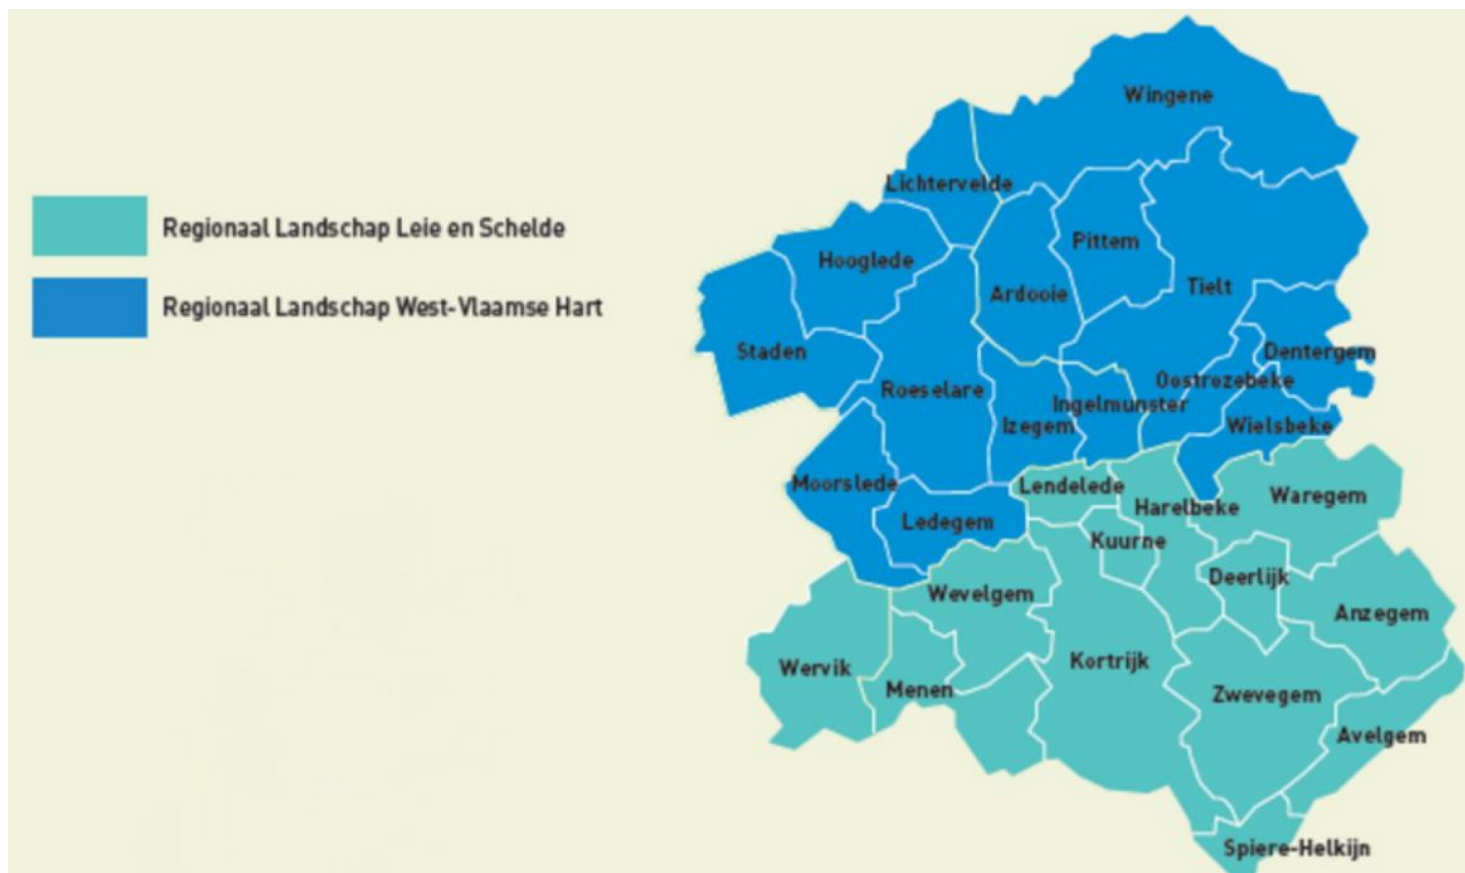 Regionaal Landschap Leie en Schelde
Regionaal Landschap West-Vlaamse Hart
Wingene
Lichtervelde
Pittem
Hooglede
Tielt
Ardooie
Staden
Dentergem
Oostrozebeke
Roeselare
Ingelmunster
Izegem
Wielsbeke
Moorslede
Lendelede
Waregem
Harelbeke
Ledegem
Kuurne
Deerlijk
Wevelgem
Anzegem
Kortrijk
Wervik
Menen
Zwevegem
Avelgem
Spiere-Helkijn